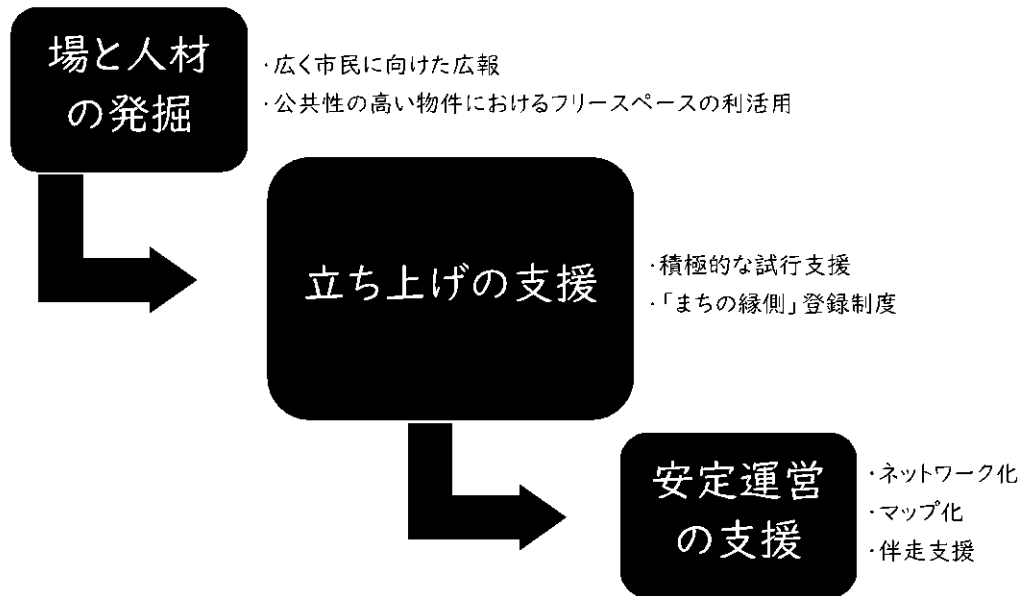 場と人材
の発掘
・広く市民に向けた広報
・公共性の高い物件におけるフリースペースの利活用
立ち上げの支援
・積極的な試行支援
・「まちの縁側」登録制度
安定運営
の支援
・ネットワーク化
・マップ化
・伴走支援